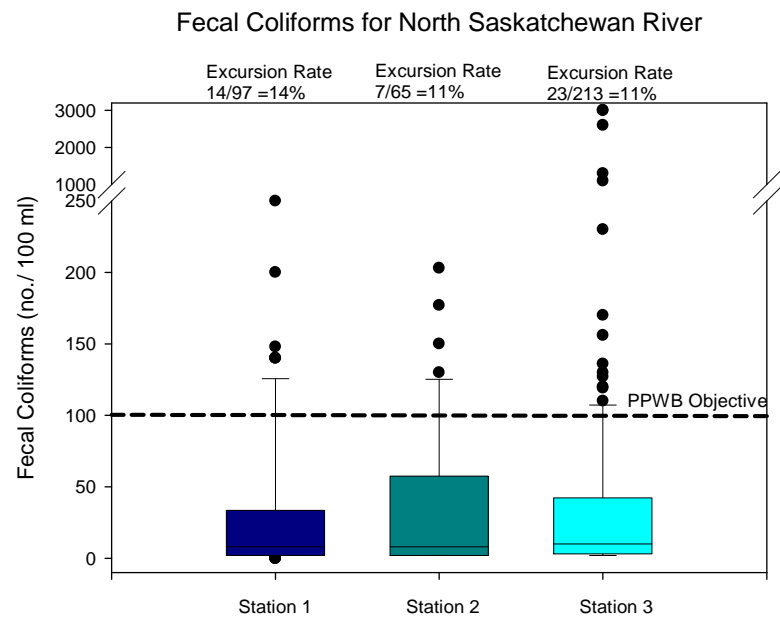 Fecal Coliforms for North Saskatchewan River
Excursion Rate
14/97 =14%
Excursion Rate
7/65 =11%
Excursion Rate
23/213 =11%
Fecal Coliforms (no./ 100 ml)
3000
2000
1000
250
200
150
100
50
0
PPWB Objective
Station 1
Station 2
Station 3